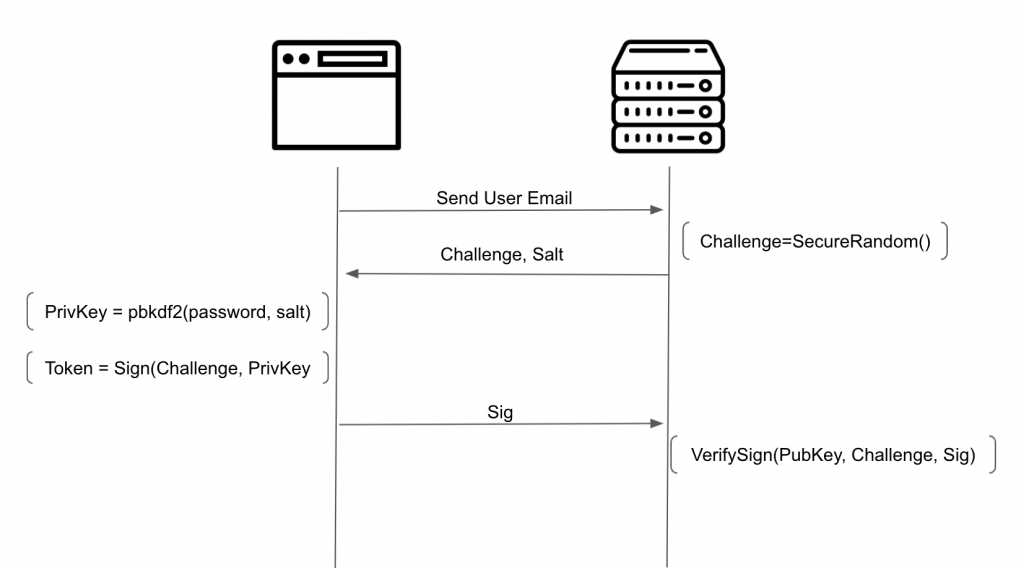 Send User Email
Challenge=SecureRandom()
Challenge, Salt
PrivKey = pbkdf2(password, salt)
Token = Sign(Challenge, PrivKey
Sig
VerifySign(PubKey, Challenge, Sig)